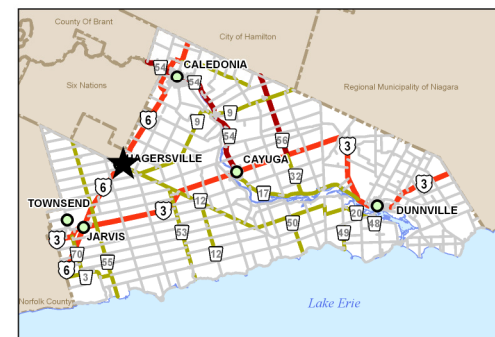 County Of Brant
City of Hamilton
CALEDONIA
54
54
Six Nations
Regional Municipality of Niagara
6
9
9
54
56
3
HAGERSVILLE
CAYUGA
6
32
3
17
TOWNSEND
12
3
20
DUNNVILLE
3
JARVIS
53
50
49
48
70
55
12
6
3
Norfolk County
Lake Erie